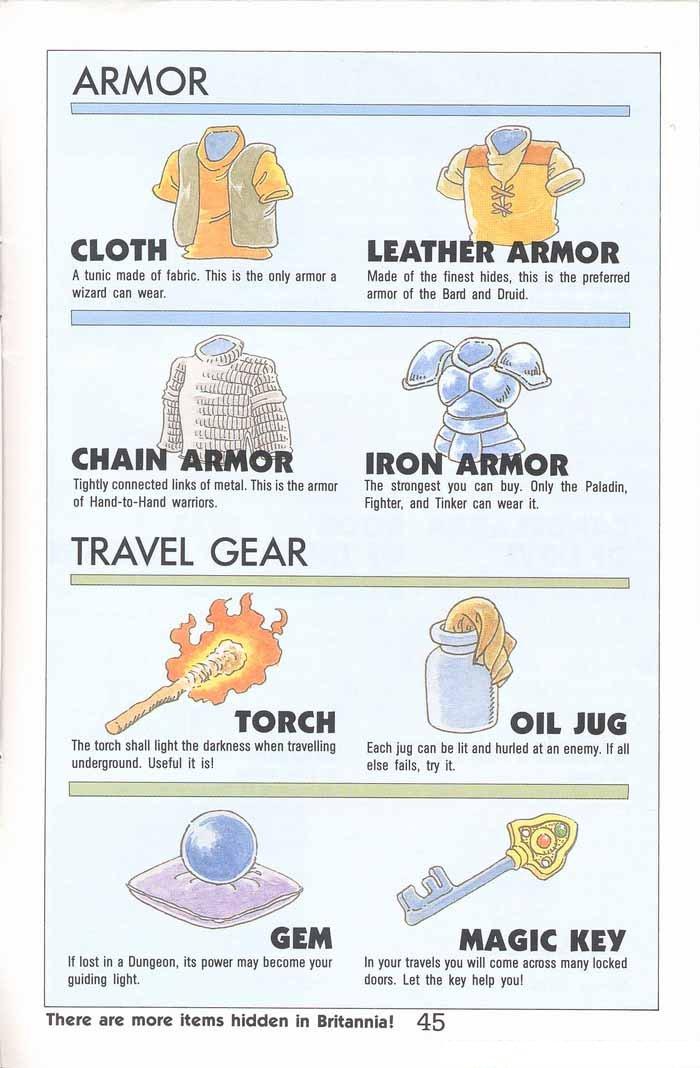 ARMOR
CLOTH
A tunic made of fabric. This is the only armor a
wizard can wear.
LEATHER ARMOR
Made of the finest hides, this is the preferred
armor of the Bard and Druid.
CHAIN ARMOR
Tightly connected links of metal. This is the armor
of Hand-to-Hand warriors.
IRON ARMOR
The strongest you can buy. Only the Paladin,
Fighter, and Tinker can wear it.
TRAVEL GEAR
TORCH
The torch shall light the darkness when travelling
underground. Useful it is!
OIL JUG
Each jug can be lit and hurled at an enemy. If all
else fails, try it.
GEM
If lost in a Dungeon, its power may become your
guiding light.
MAGIC KEY
In your travels you will come across many locked
doors. Let the key help you!
There are more items hidden in Britannia! 45